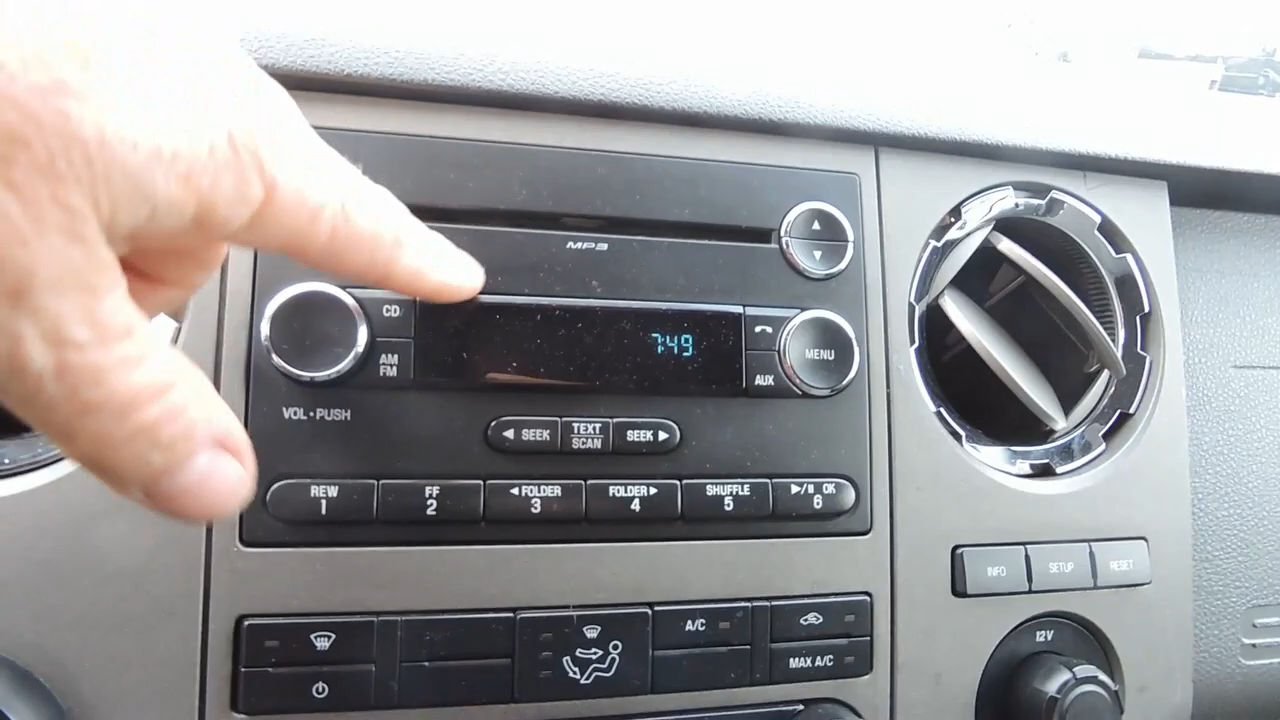 MP3
CD
AM
FM
7:49
MENU
AUX
VOL•PUSH
◀ SEEK
TEXT
SCAN
SEEK ▶
REW
1
FF
2
◀FOLDER
3
FOLDER▶
4
SHUFFLE
5
▶/II OK
6
INFO
SETUP
RESET
A/C
MAX A/C
12V